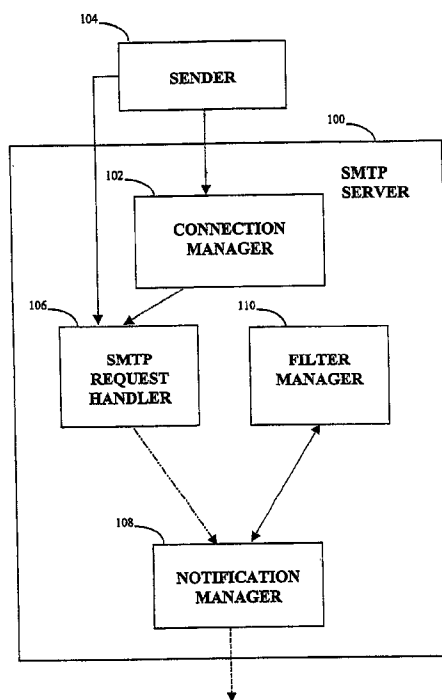 104
SENDER
100
SMTP
SERVER
102
CONNECTION
MANAGER
106
SMTP
REQUEST
HANDLER
110
FILTER
MANAGER
108
NOTIFICATION
MANAGER